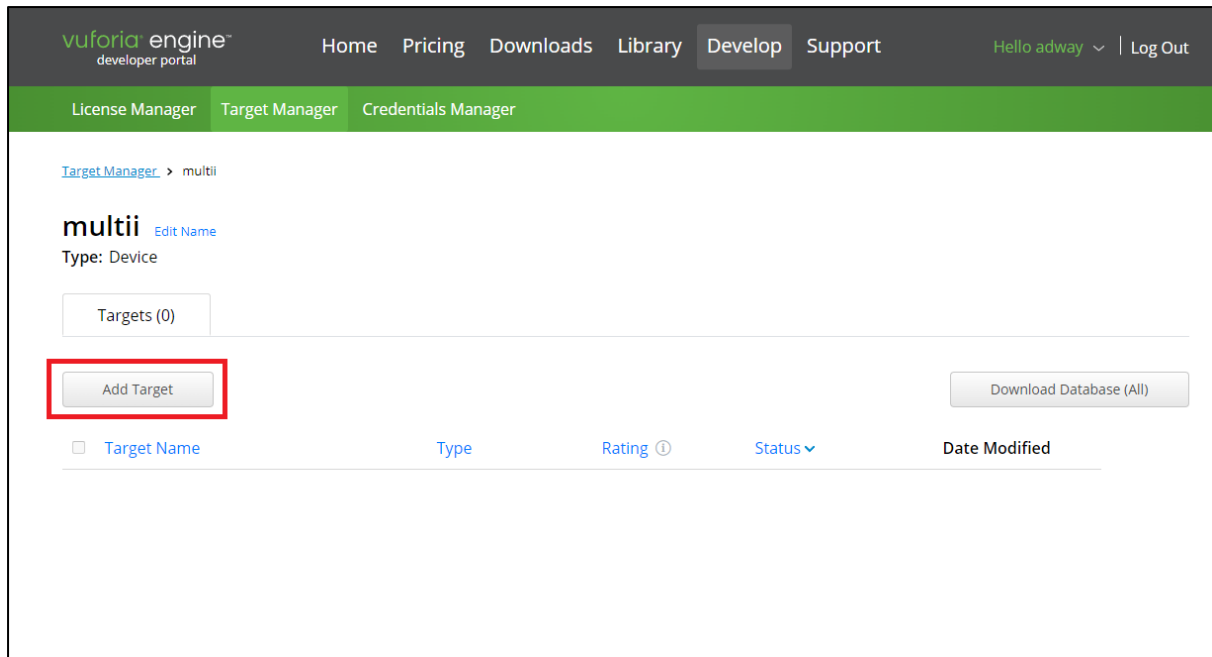 vuforia® engine™
developer portal
Home Pricing Downloads Library Develop Support
Hello adway | Log Out
License Manager Target Manager Credentials Manager
Target Manager > multii
multii Edit Name
Type: Device
Targets (0)
Add Target
Download Database (All)
Target Name Type Rating Status Date Modified